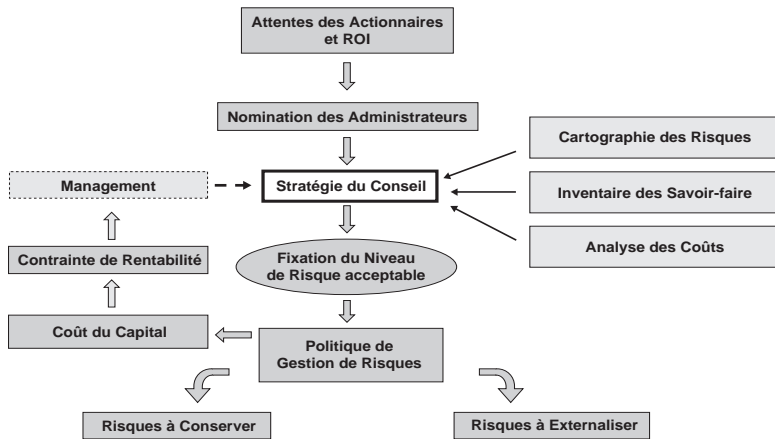 Attentes des Actionnaires
et ROI
Nomination des Administrateurs
Cartographie des Risques
Management
Stratégie du Conseil
Inventaire des Savoir-faire
Analyse des Coûts
Contrainte de Rentabilité
Fixation du Niveau
de Risque acceptable
Coût du Capital
Politique de
Gestion de Risques
Risques à Conserver
Risques à Externaliser